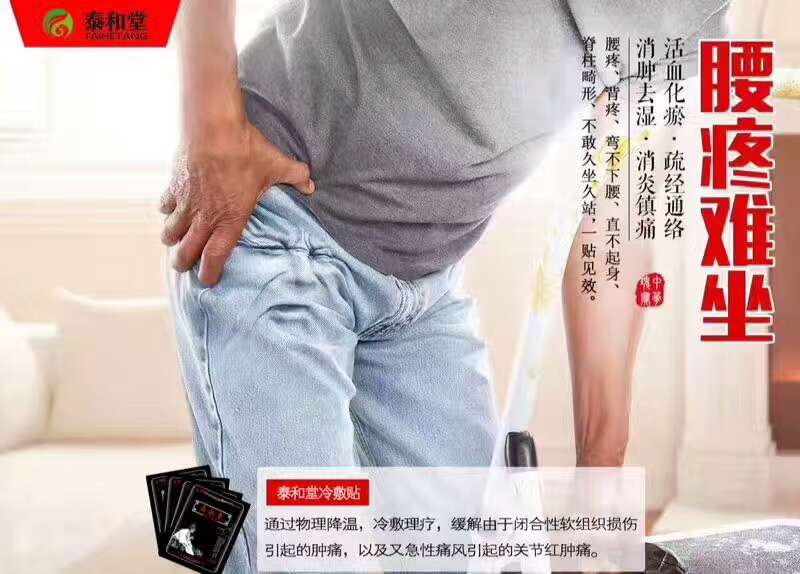 泰和堂
TAIHETANG
腰疼难坐
活血化瘀·疏经通络
消肿去湿·消炎镇痛
腰疼、背疼、弯不下腰、直不起身、
脊柱畸形、不敢久坐久站，一贴见效。
泰和堂冷敷贴
通过物理降温，冷敷理疗，缓解由于闭合性软组织损伤
引起的肿痛，以及又急性痛风引起的关节红肿痛。